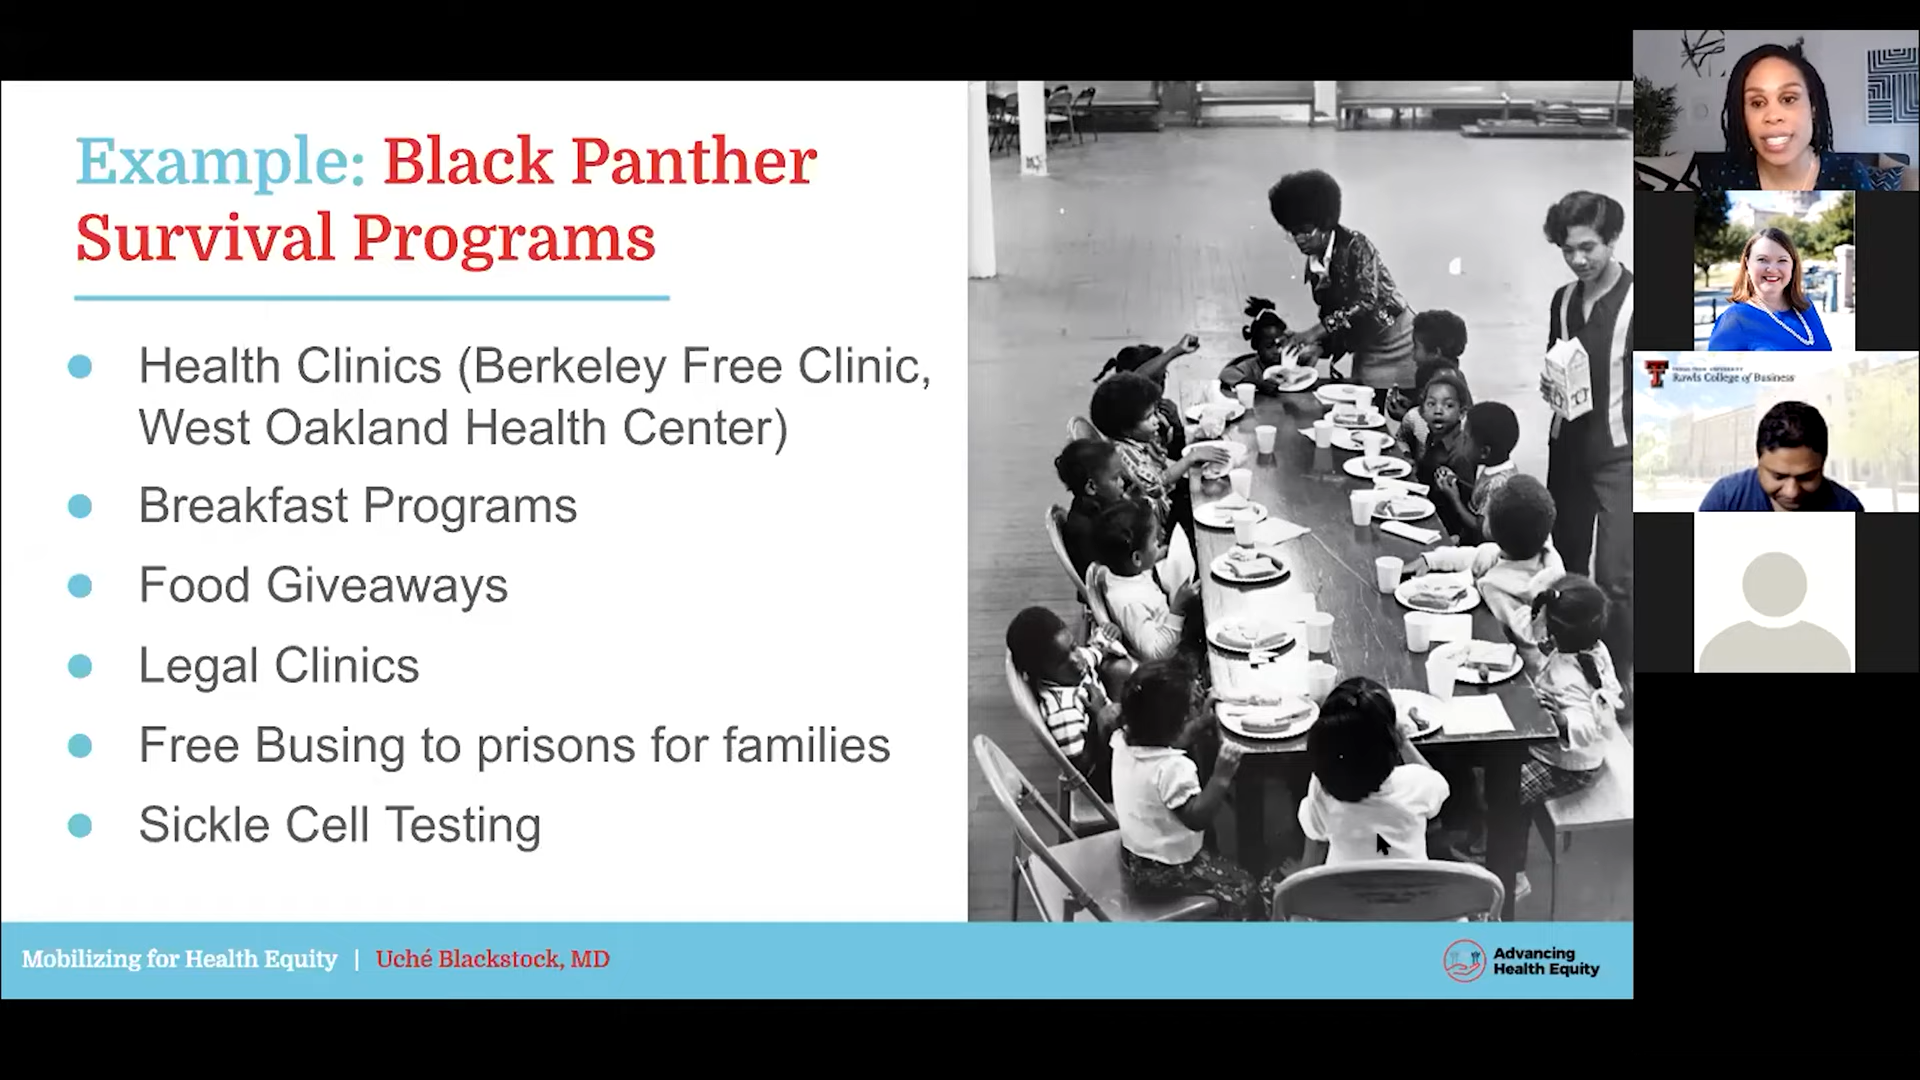 Example: Black Panther
Survival Programs
Health Clinics (Berkeley Free Clinic,
West Oakland Health Center)
Breakfast Programs
Food Giveaways
Legal Clinics
Free Busing to prisons for families
Sickle Cell Testing
Mobilizing for Health Equity | Uché Blackstock, MD
Advancing
Health Equity
Rawls College of Business